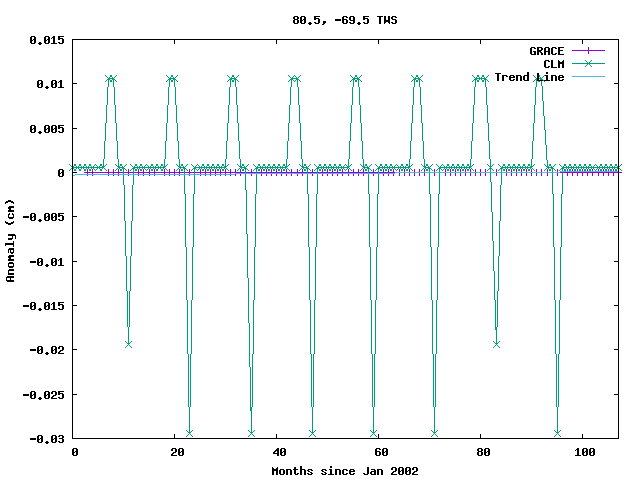 80.5, -69.5 TWS
GRACE
CLM
Trend Line
0.015
0.01
0.005
0
-0.005
-0.01
-0.015
-0.02
-0.025
-0.03
Anomaly (cm)
0 20 40 60 80 100
Months since Jan 2002